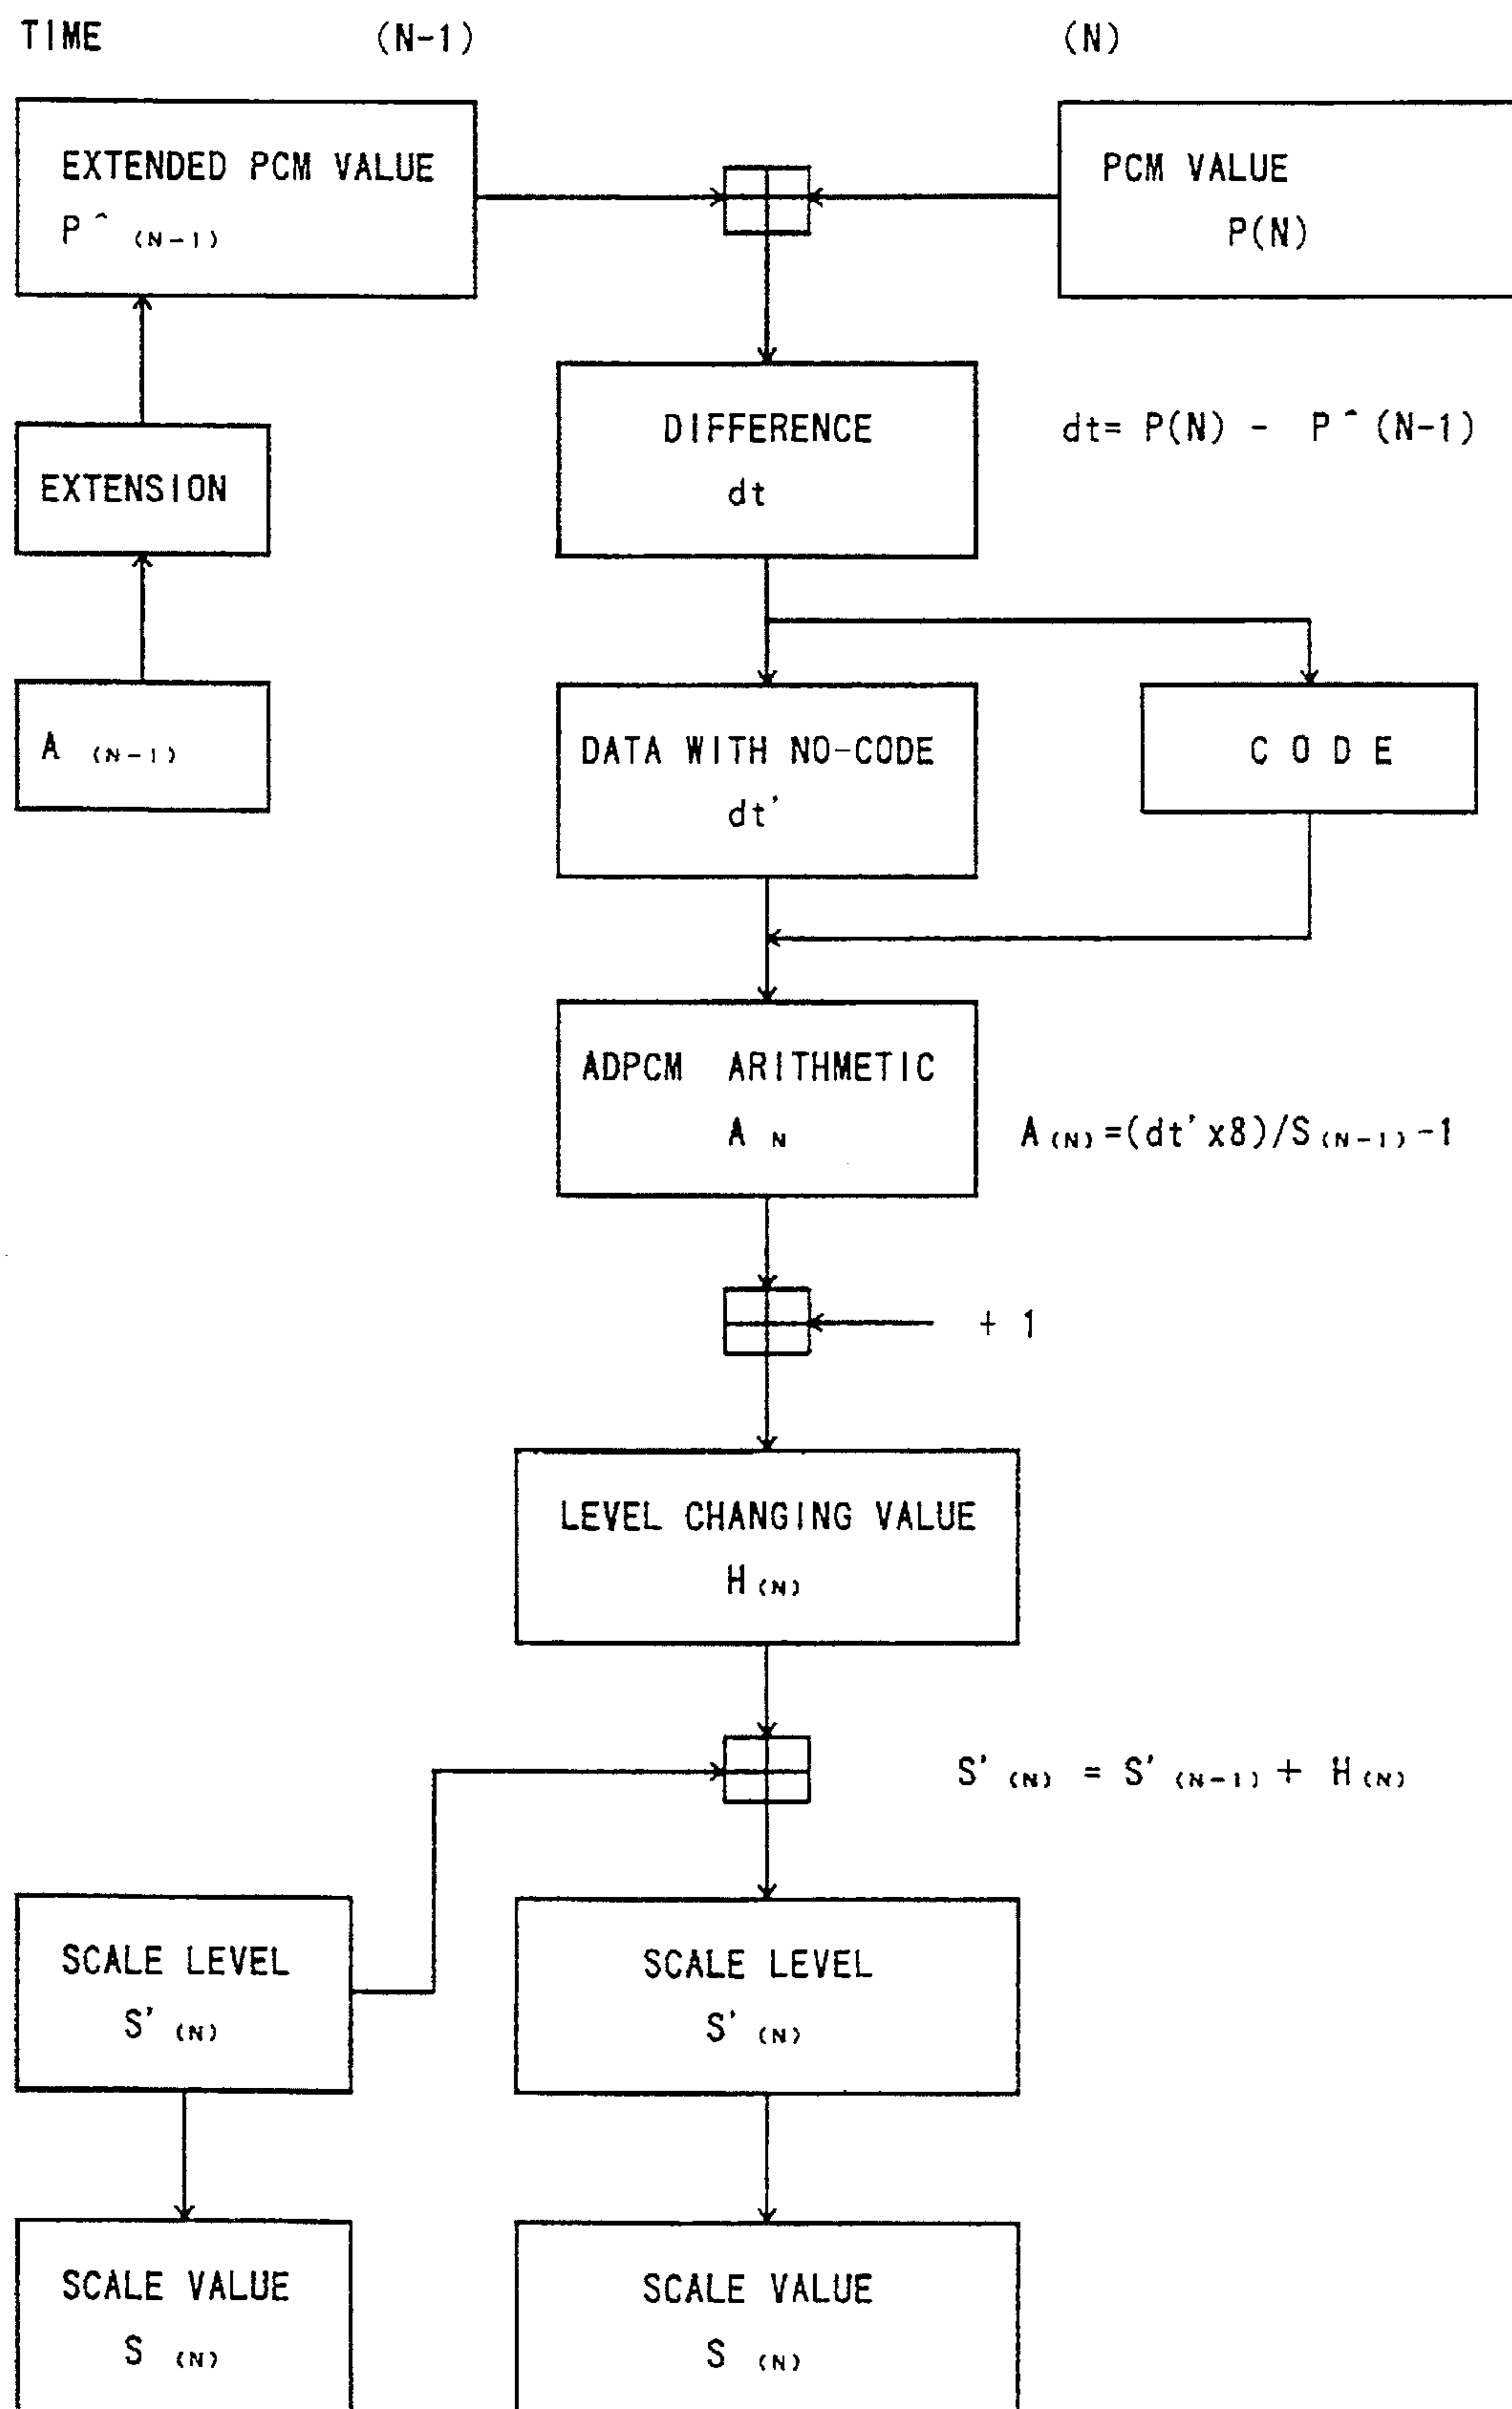 TIME (N-1) (N)
EXTENDED PCM VALUE
P^ (N-1)
PCM VALUE
P(N)
DIFFERENCE
dt
dt= P(N) - P^(N-1)
EXTENSION
A (N-1)
DATA WITH NO-CODE
dt'
CODE
ADPCM ARITHMETIC
A N
A(N)=(dt'x8)/S(N-1)-1
+ 1
LEVEL CHANGING VALUE
H(N)
S'(N) = S'(N-1)+ H(N)
SCALE LEVEL
S'(N)
SCALE LEVEL
S'(N)
SCALE VALUE
S (N)
SCALE VALUE
S (N)